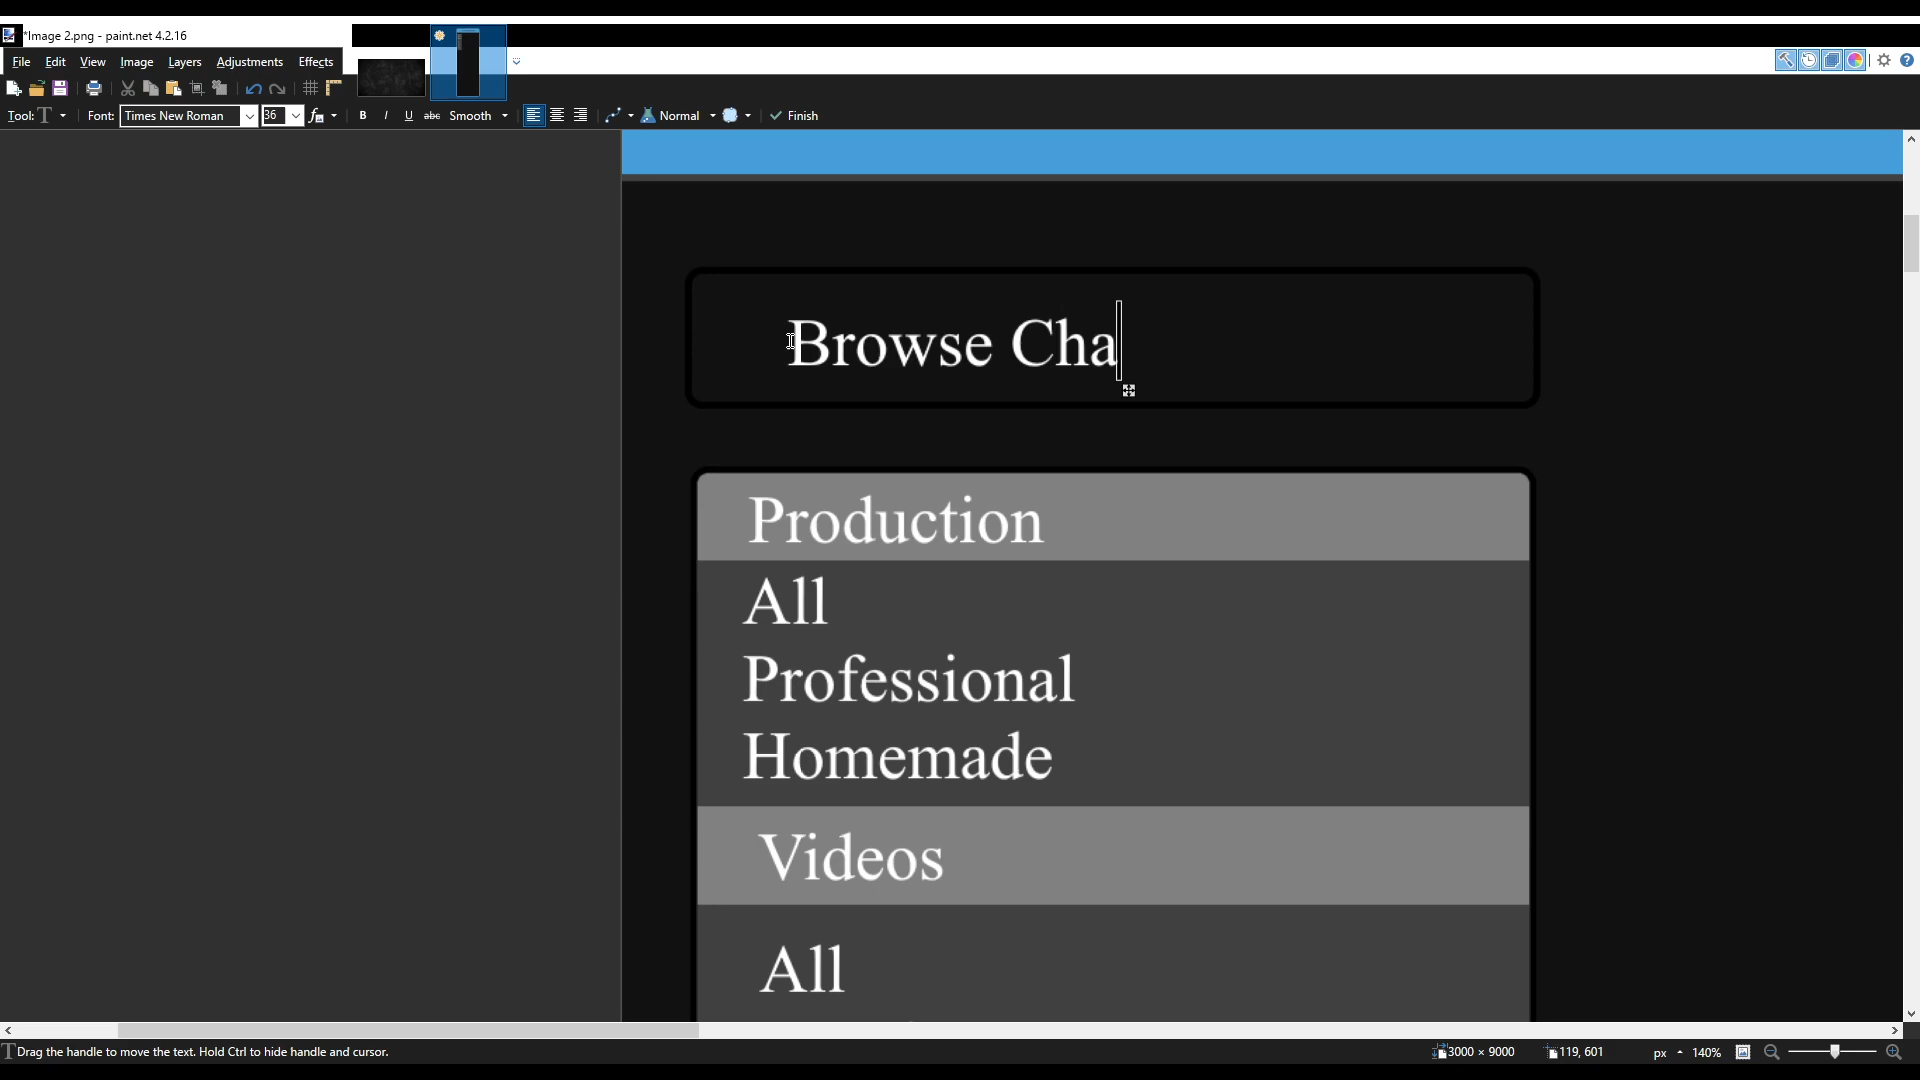 *Image 2.png - paint.net 4.2.16
File Edit View Image Layers Adjustments Effects
Tool: T Font: Times New Roman 36 B I U abc Smooth Normal Finish
Browse Cha
Production
All
Professional
Homemade
Videos
All
Drag the handle to move the text. Hold Ctrl to hide handle and cursor. 3000 × 9000 119, 601 px 140%